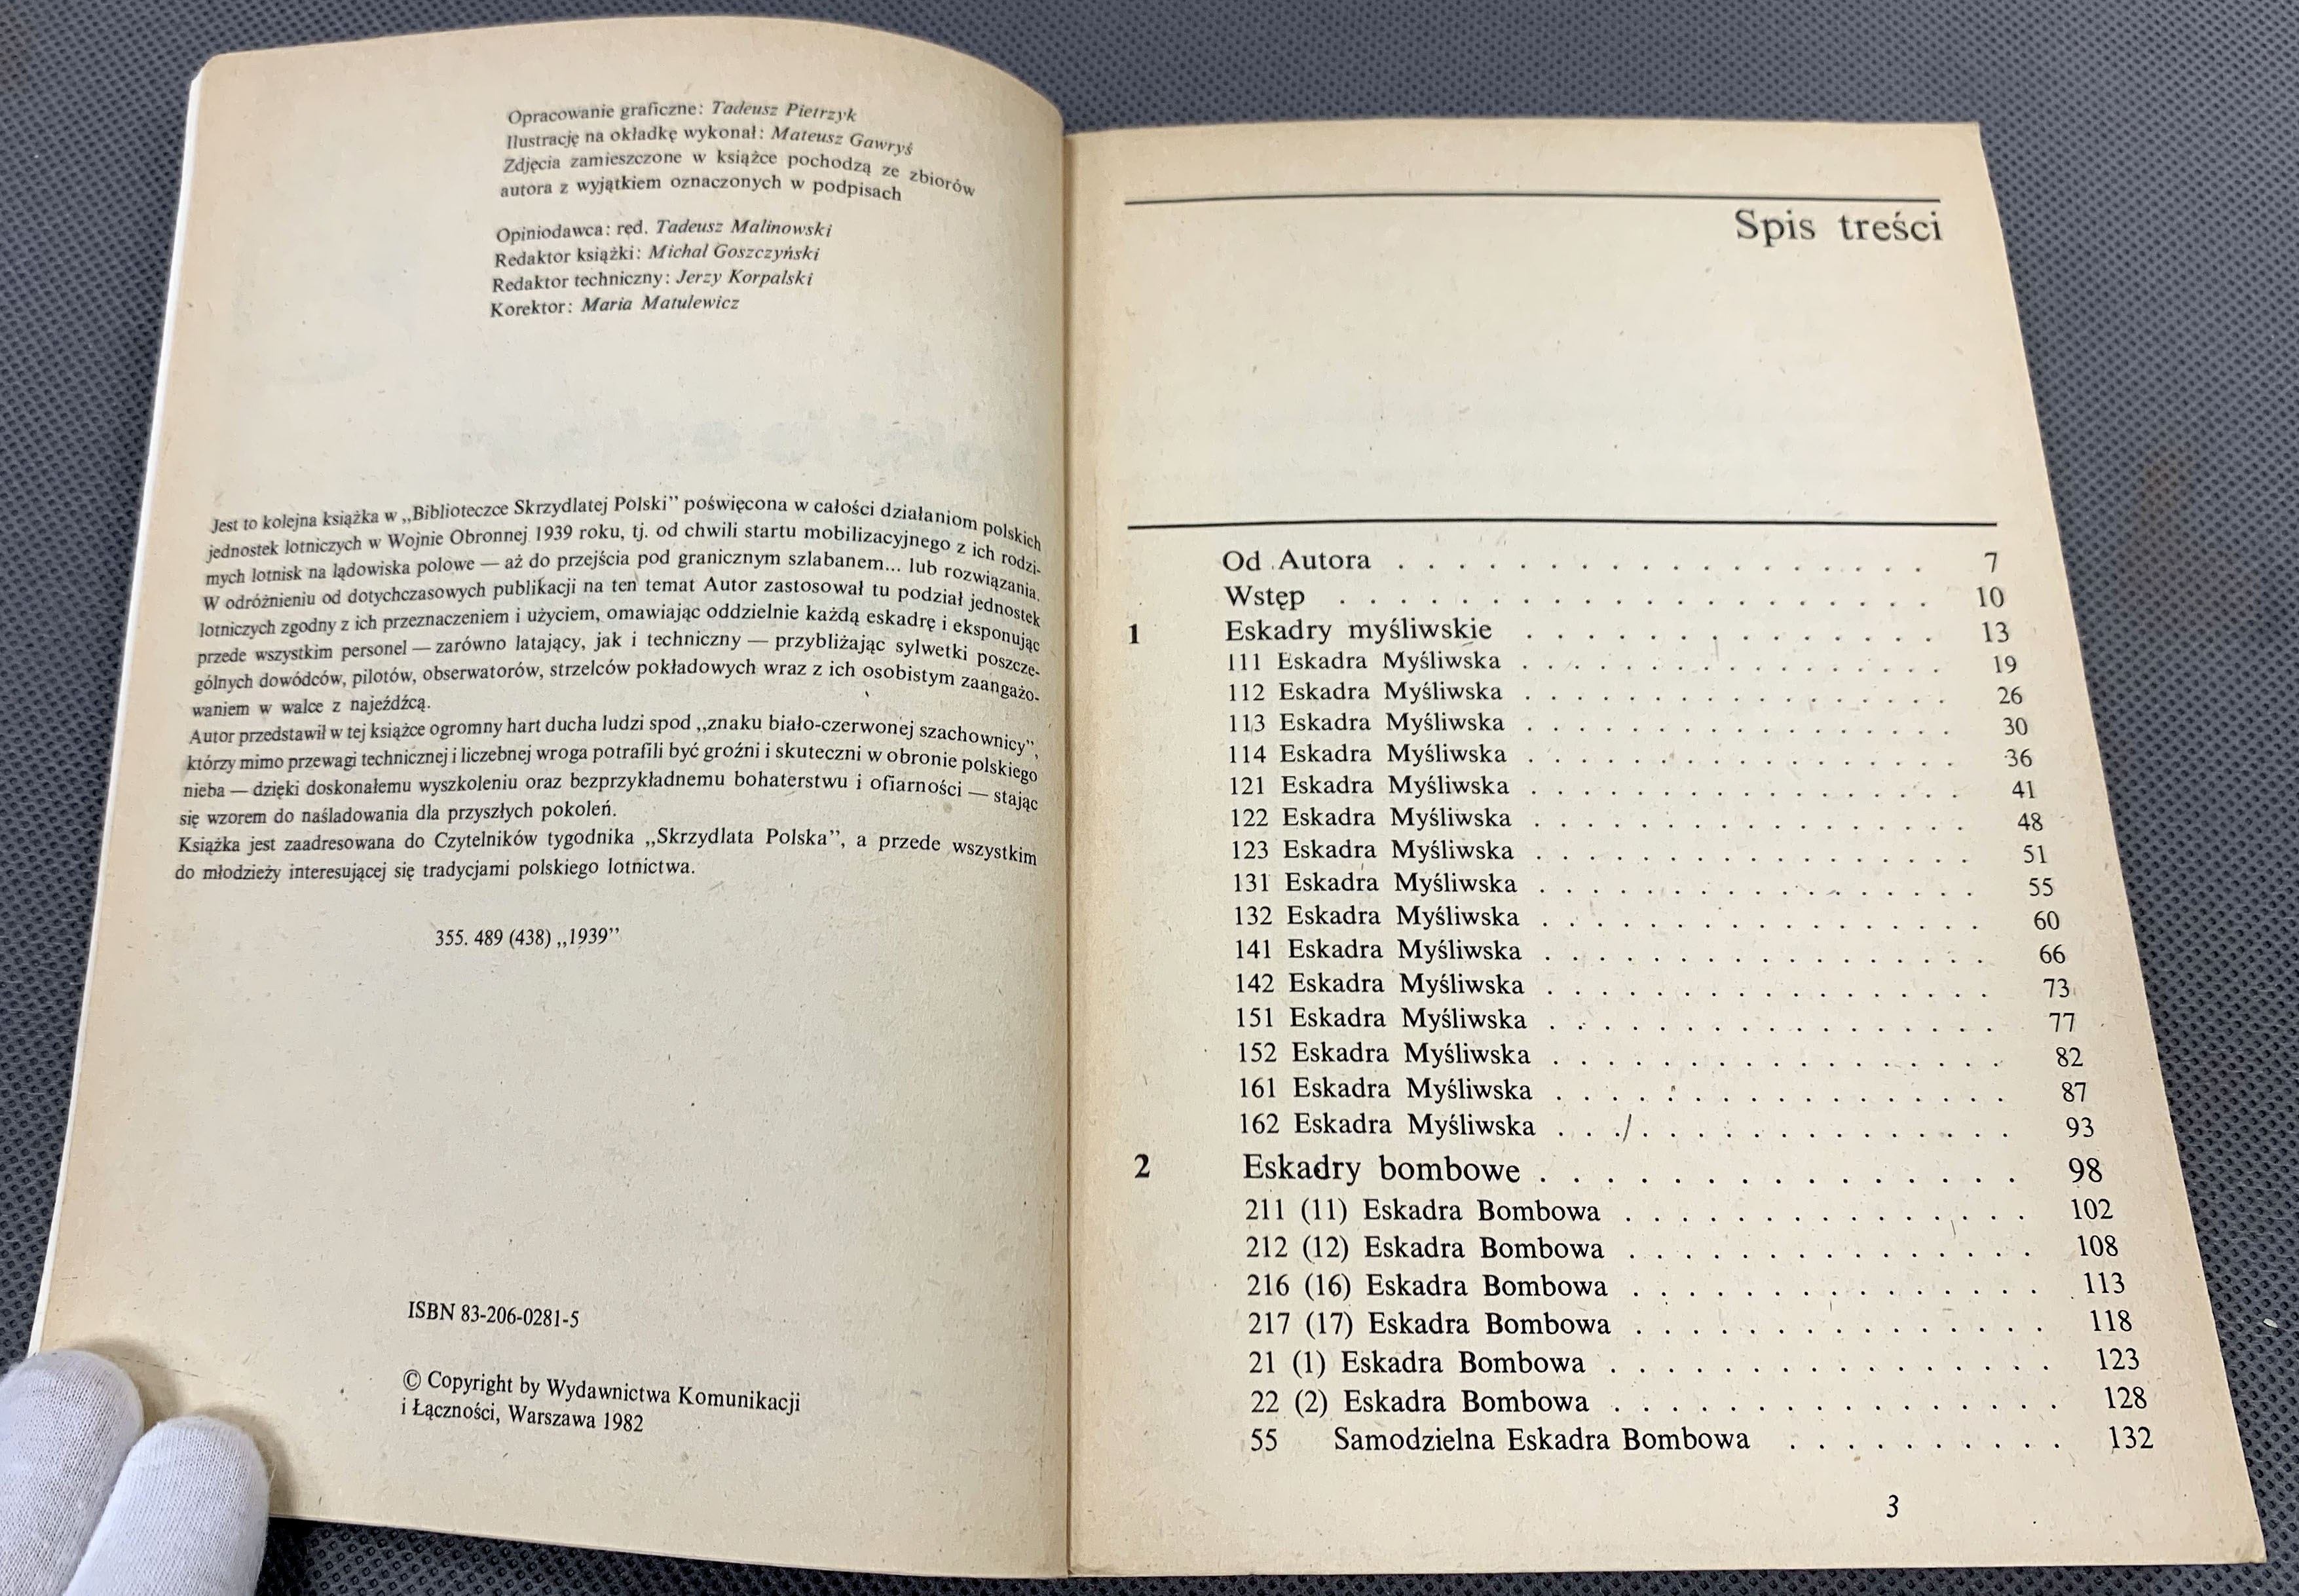 Opracowanie graficzne: Tadeusz Pietrzyk
Ilustrację na okładkę wykonał: Mateusz Gawryś
Zdjęcia zamieszczone w książce pochodzą ze zbiorów
autora z wyjątkiem oznaczonych w podpisach
Opiniodawca: red. Tadeusz Malinowski
Redaktor książki: Michał Goszczyński
Redaktor techniczny: Jerzy Korpalski
Korektor: Maria Matulewicz
Jest to kolejna książka w „Biblioteczce Skrzydlatej Polski” poświęcona w całości działaniom polskich
jednostek lotniczych w Wojnie Obronnej 1939 roku, tj. od chwili startu mobilizacyjnego z ich rodzi-
mych lotnisk na lądowiska polowe — aż do przejścia pod granicznym szlabanem... lub rozwiązania.
W odróżnieniu od dotychczasowych publikacji na ten temat Autor zastosował tu podział jednostek
lotniczych zgodny z ich przeznaczeniem i użyciem, omawiając oddzielnie każdą eskadrę i eksponując
przede wszystkim personel — zarówno latający, jak i techniczny — przybliżając sylwetki poszcze-
gólnych dowódców, pilotów, obserwatorów, strzelców pokładowych wraz z ich osobistym zaangażo-
waniem w walce z najeźdźcą.
Autor przedstawił w tej książce ogromny hart ducha ludzi spod „znaku biało-czerwonej szachownicy”,
którzy mimo przewagi technicznej i liczebnej wroga potrafili być groźni i skuteczni w obronie polskiego
nieba — dzięki doskonałemu wyszkoleniu oraz bezprzykładnemu bohaterstwu i ofiarności — stając
się wzorem do naśladowania dla przyszłych pokoleń.
Książka jest zaadresowana do Czytelników tygodnika „Skrzydlata Polska”, a przede wszystkim
do młodzieży interesującej się tradycjami polskiego lotnictwa.
355. 489 (438) „1939”
ISBN 83-206-0281-5
© Copyright by Wydawnictwa Komunikacji
i Łączności, Warszawa 1982
Spis treści
Od Autora . . . . . . . . . . . . . . . . . 7
Wstęp . . . . . . . . . . . . . . . . . 10
1 Eskadry myśliwskie . . . . . . . . . . . . . 13
111 Eskadra Myśliwska . . . . . . . . . . . . . 19
112 Eskadra Myśliwska . . . . . . . . . . . . . 26
113 Eskadra Myśliwska . . . . . . . . . . . . . 30
114 Eskadra Myśliwska . . . . . . . . . . . . . 36
121 Eskadra Myśliwska . . . . . . . . . . . . . 41
122 Eskadra Myśliwska . . . . . . . . . . . . . 48
123 Eskadra Myśliwska . . . . . . . . . . . . . 51
131 Eskadra Myśliwska . . . . . . . . . . . . . 55
132 Eskadra Myśliwska . . . . . . . . . . . . . 60
141 Eskadra Myśliwska . . . . . . . . . . . . . 66
142 Eskadra Myśliwska . . . . . . . . . . . . . 73
151 Eskadra Myśliwska . . . . . . . . . . . . . 77
152 Eskadra Myśliwska . . . . . . . . . . . . . 82
161 Eskadra Myśliwska . . . . . . . . . . . . . 87
162 Eskadra Myśliwska . . . . . . . . . . . . . 93
2 Eskadry bombowe . . . . . . . . . . . . . 98
211 (11) Eskadra Bombowa . . . . . . . . . . . . 102
212 (12) Eskadra Bombowa . . . . . . . . . . . . 108
216 (16) Eskadra Bombowa . . . . . . . . . . . . 113
217 (17) Eskadra Bombowa . . . . . . . . . . . . 118
21 (1) Eskadra Bombowa . . . . . . . . . . . . 123
22 (2) Eskadra Bombowa . . . . . . . . . . . . 128
55 Samodzielna Eskadra Bombowa . . . . . . . . . 132
3